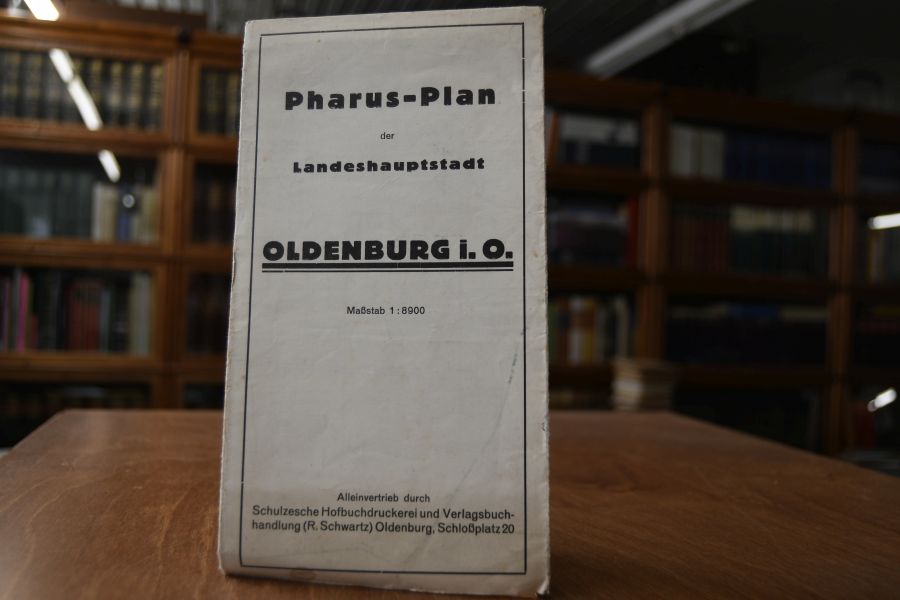 Pharus-Plan
der
Landeshauptstadt
OLDENBURG i. O.
Maßstab 1:8900
Alleinvertrieb durch
Schulzesche Hofbuchdruckerei und Verlagsbuch-
handlung (R. Schwartz) Oldenburg, Schloßplatz 20